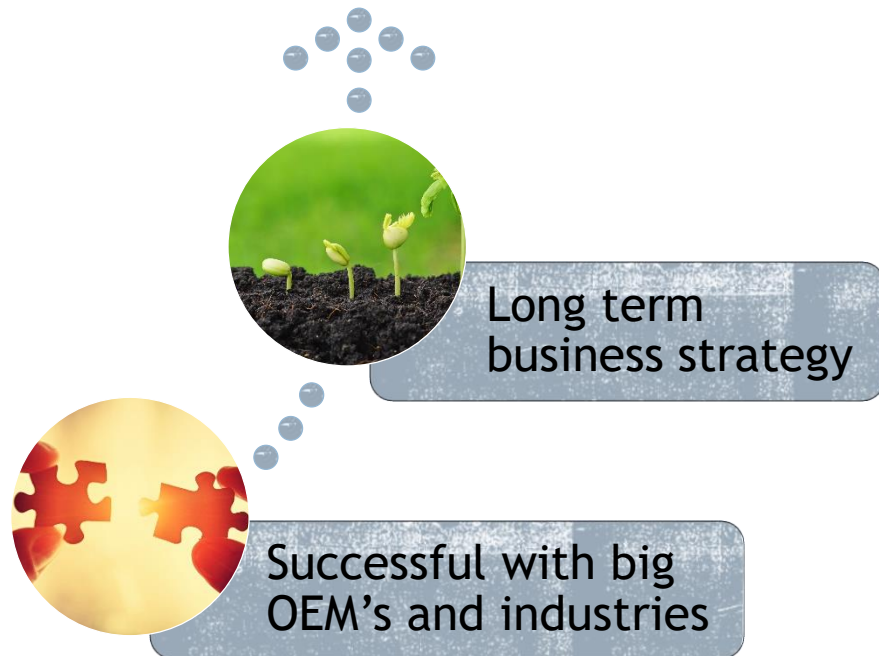 Long term
business strategy
Successful with big
OEM's and industries